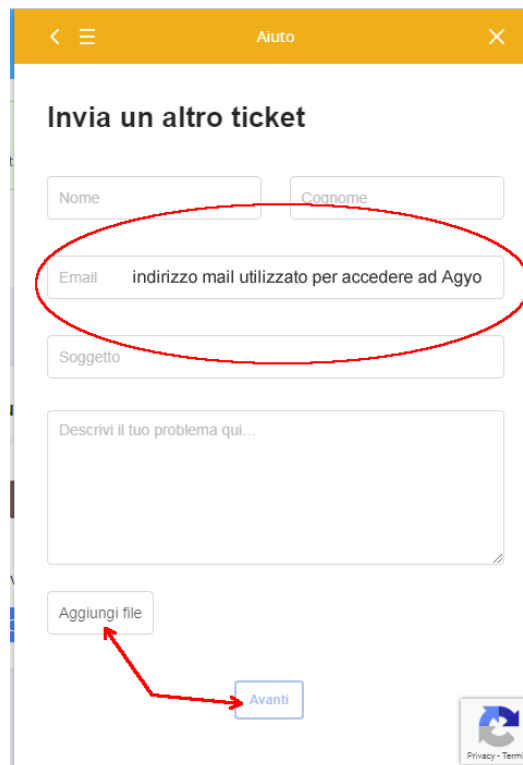 Aiuto
Invia un altro ticket
Nome Cognome
Email indirizzo mail utilizzato per accedere ad Agyo
Soggetto
Descrivi il tuo problema qui...
Aggiungi file
Avanti
Privacy - Termi